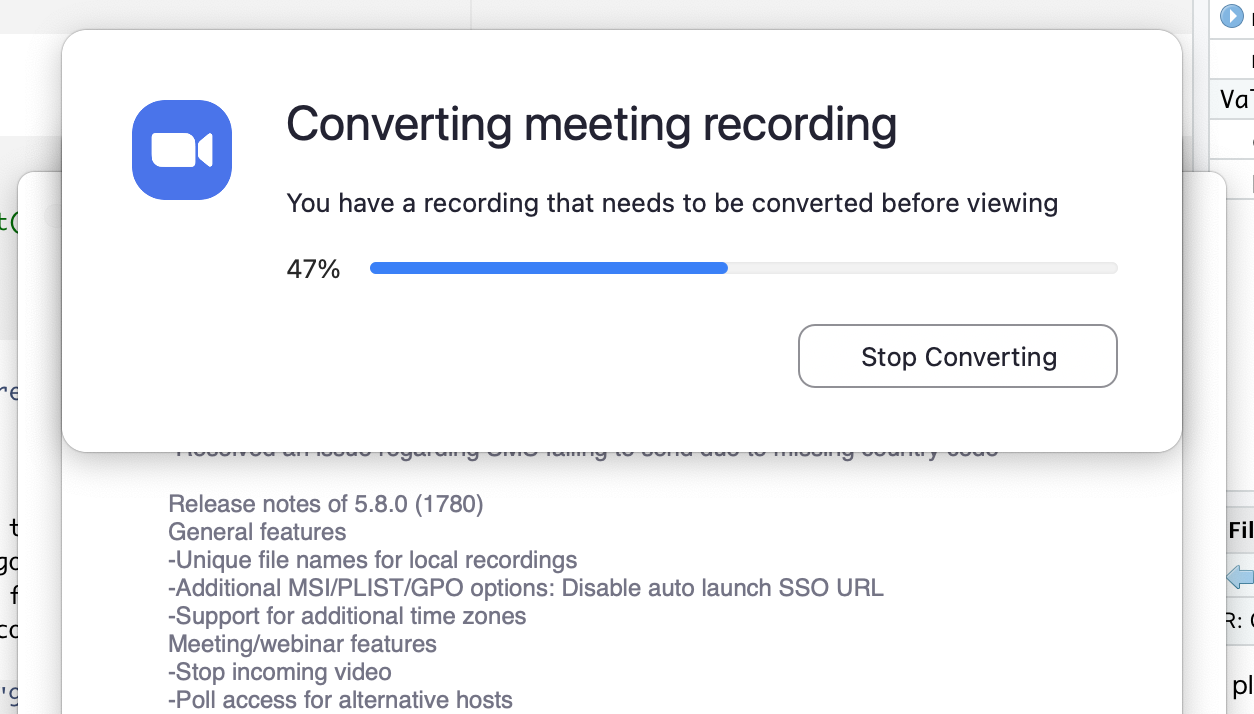 Converting meeting recording
You have a recording that needs to be converted before viewing
47%
Stop Converting
-Resolved an issue regarding SMS failing to send due to missing country code
Release notes of 5.8.0 (1780)
General features
-Unique file names for local recordings
-Additional MSI/PLIST/GPO options: Disable auto launch SSO URL
-Support for additional time zones
Meeting/webinar features
-Stop incoming video
-Poll access for alternative hosts
t(
re
t
f
Fil
R:
pl